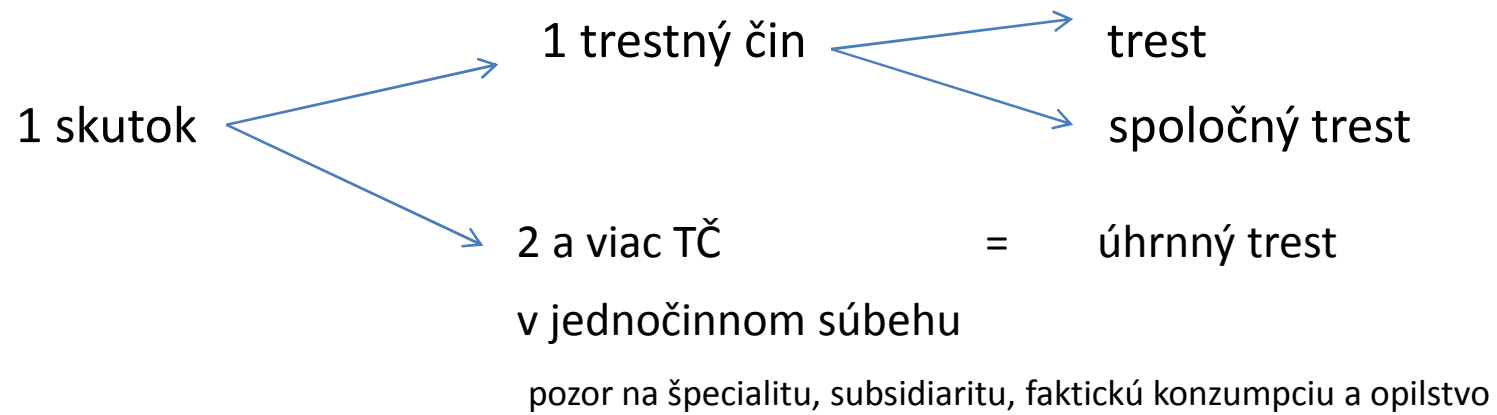 1 trestný čin trest
1 skutok
spoločný trest
2 a viac TČ = úhrnný trest
v jednočinnom súbehu
pozor na špecialitu, subsidiaritu, faktickú konzumpciu a opilstvo